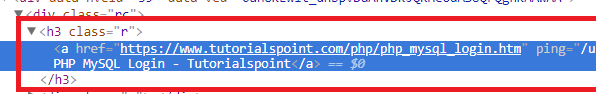 ▼<div class="rc">
▼<h3 class="r">
<a href="https://www.tutorialspoint.com/php/php_mysql_login.htm" ping="/u
PHP MySQL Login - Tutorialspoint</a> == $0
</h3>